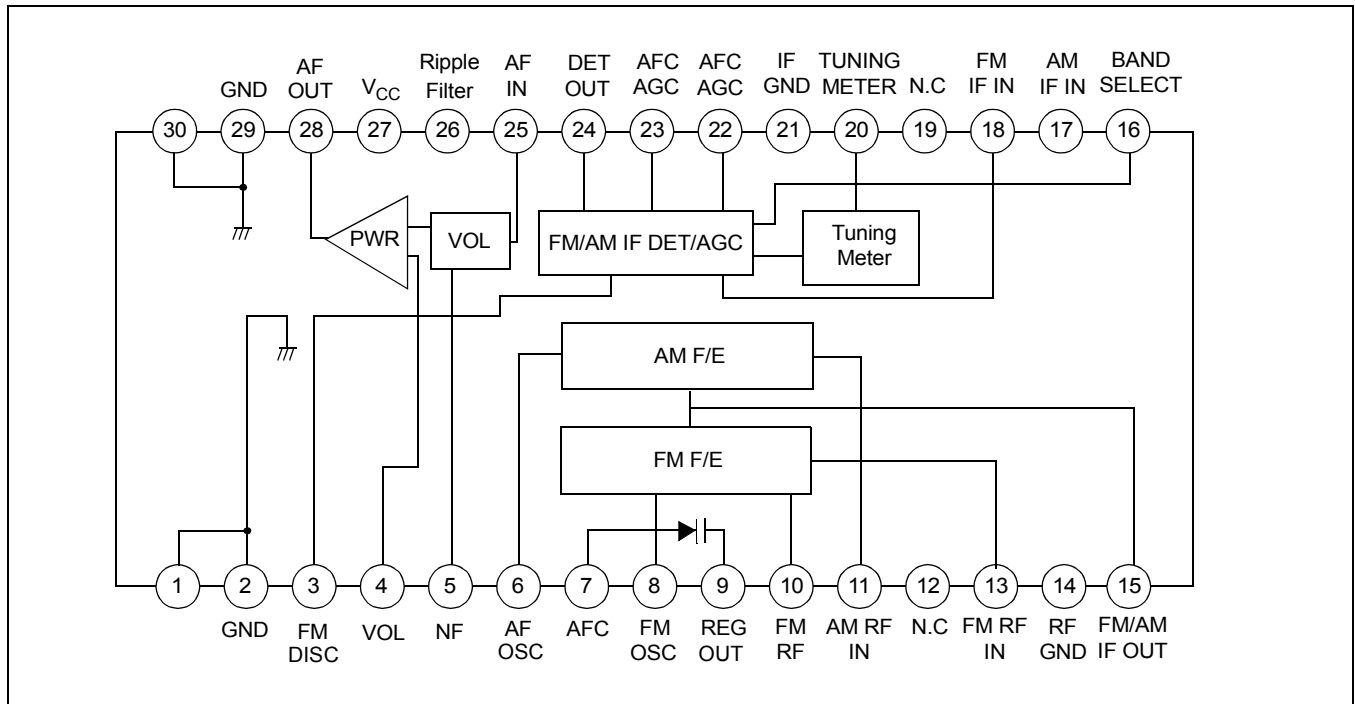 GND
AF
OUT
VCC
Ripple
Filter
AF
IN
DET
OUT
AFC
AGC
AFC
AGC
IF
GND
TUNING
METER
N.C
FM
IF IN
AM
IF IN
BAND
SELECT
30 29 28 27 26 25 24 23 22 21 20 19 18 17 16
PWR
VOL
FM/AM IF DET/AGC
Tuning
Meter
AM F/E
FM F/E
1 2 3 4 5 6 7 8 9 10 11 12 13 14 15
GND
FM
DISC
VOL
NF
AF
OSC
AFC
FM
OSC
REG
OUT
FM
RF
AM RF
IN
N.C
FM RF
IN
RF
GND
FM/AM
IF OUT